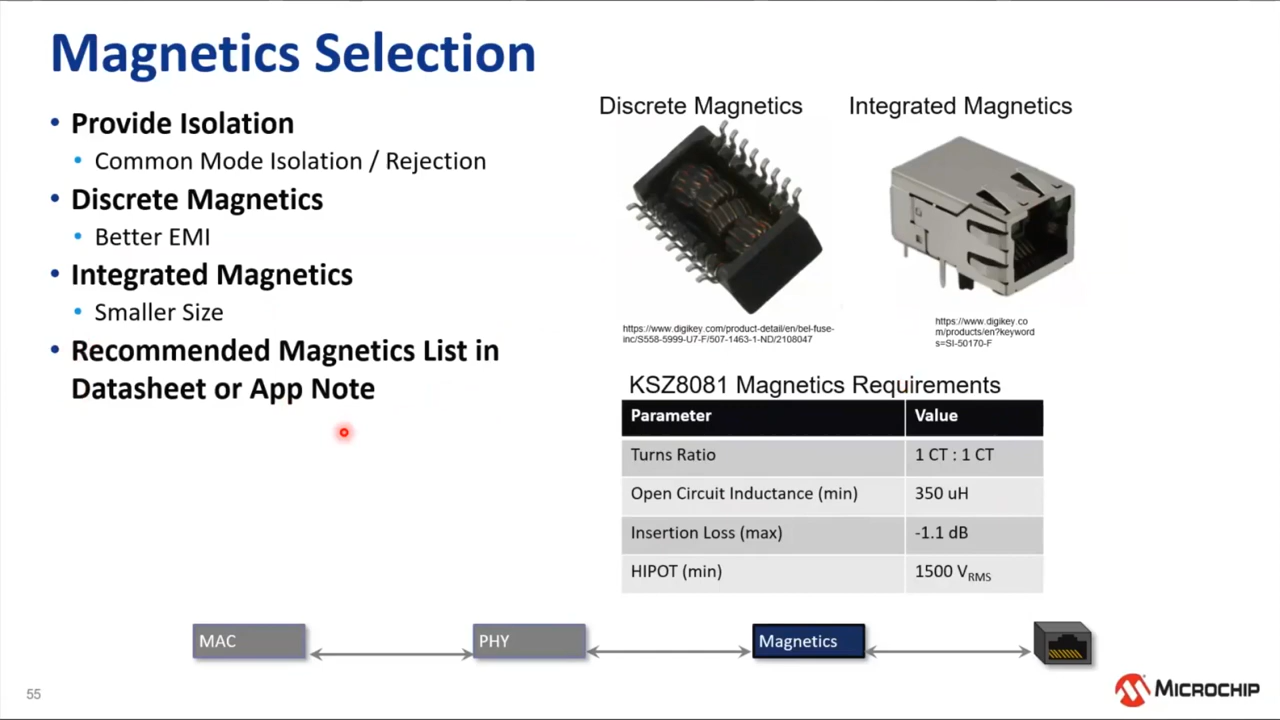 Magnetics Selection
• Provide Isolation
• Common Mode Isolation / Rejection
• Discrete Magnetics
• Better EMI
• Integrated Magnetics
• Smaller Size
• Recommended Magnetics List in
Datasheet or App Note
Discrete Magnetics
Integrated Magnetics
https://www.digikey.com/product-detail/en/bel-fuse-
inc/S558-5999-U7-F/507-1463-1-ND/2108047
https://www.digikey.co
m/products/en?keyword
s=SI-50170-F
KSZ8081 Magnetics Requirements
Parameter Value
Turns Ratio 1 CT : 1 CT
Open Circuit Inductance (min) 350 uH
Insertion Loss (max) -1.1 dB
HIPOT (min) 1500 VRMS
MAC
PHY
Magnetics
55
MICROCHIP